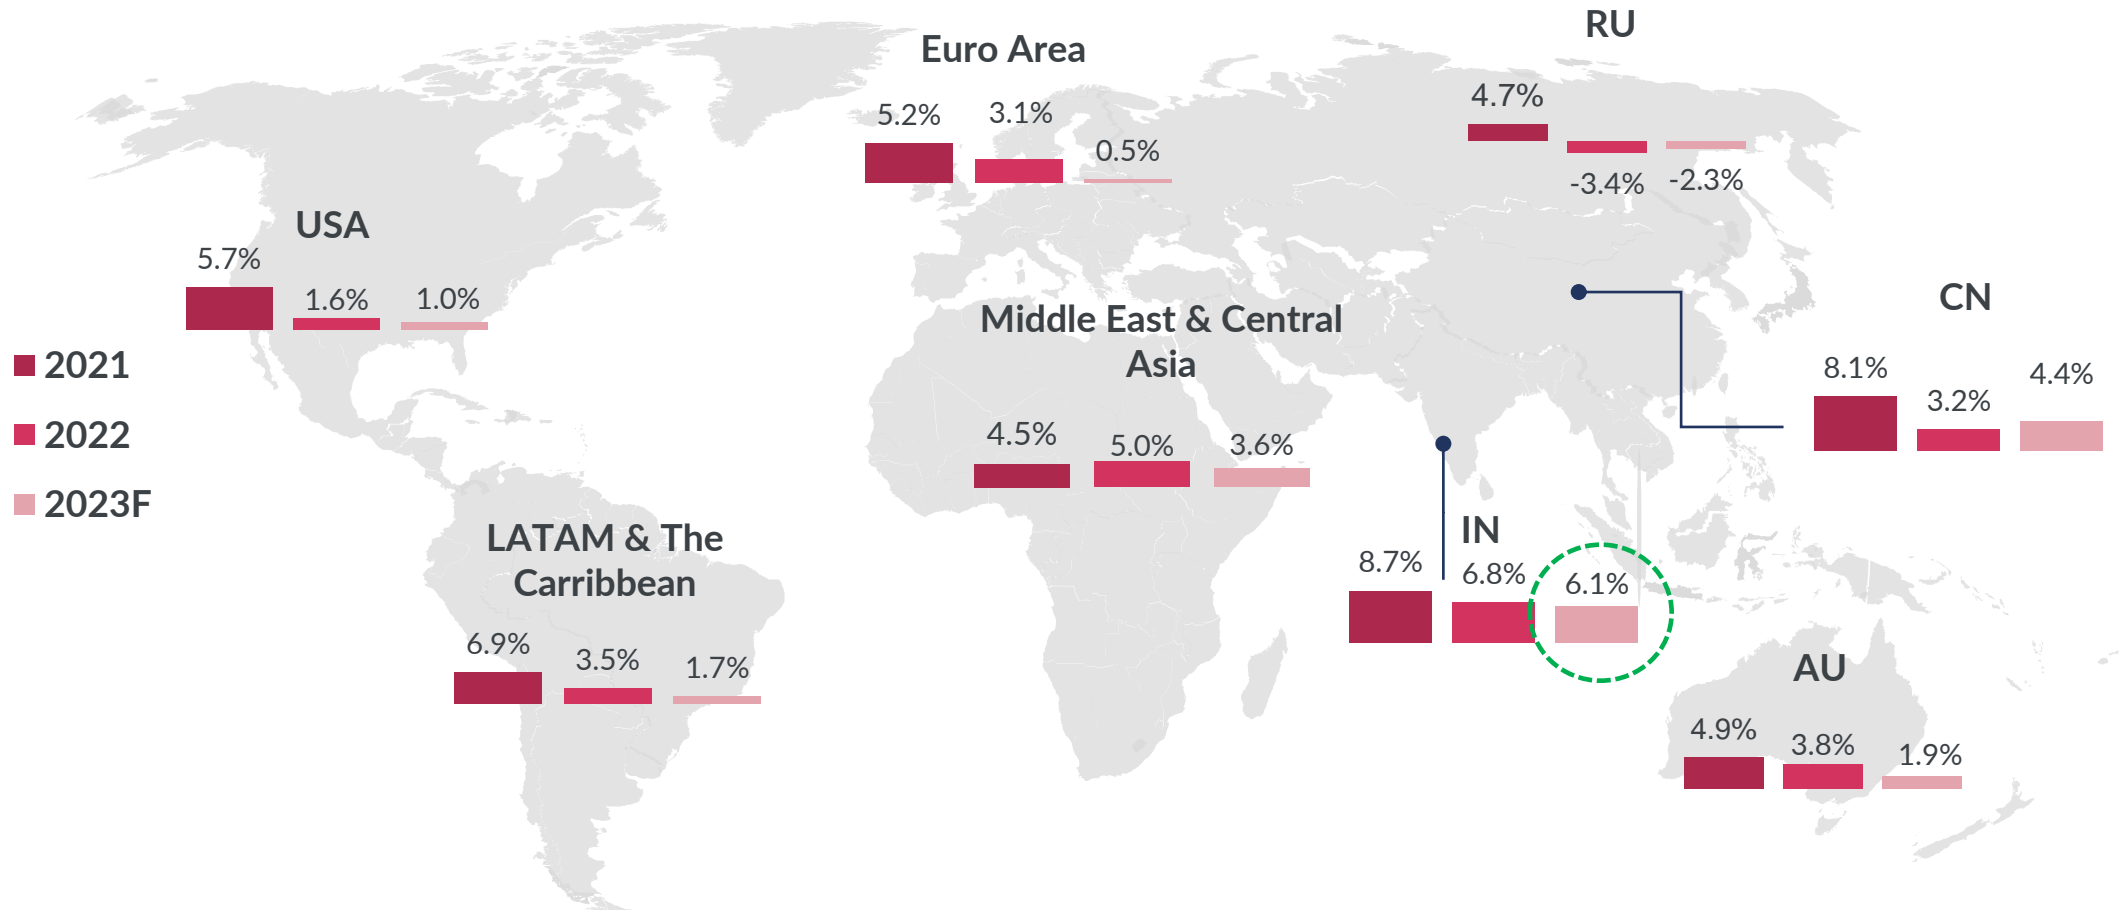 RU
Euro Area
4.7%
5.2%
3.1%
0.5%
-3.4%
-2.3%
USA
5.7%
1.6%
1.0%
CN
8.1%
3.2%
4.4%
Middle East & Central
Asia
4.5%
5.0%
3.6%
2021
2022
2023F
LATAM & The
Carribbean
6.9%
3.5%
1.7%
IN
8.7%
6.8%
6.1%
AU
4.9%
3.8%
1.9%